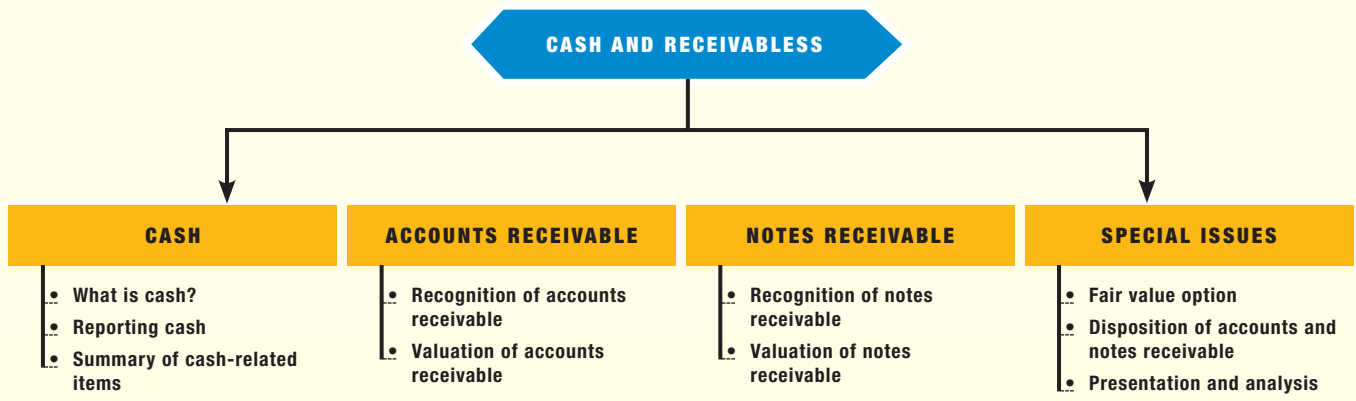 CASH AND RECEIVABLESS
CASH
• What is cash?
• Reporting cash
• Summary of cash-related
items
ACCOUNTS RECEIVABLE
• Recognition of accounts
receivable
• Valuation of accounts
receivable
NOTES RECEIVABLE
• Recognition of notes
receivable
• Valuation of notes
receivable
SPECIAL ISSUES
• Fair value option
• Disposition of accounts and
notes receivable
• Presentation and analysis